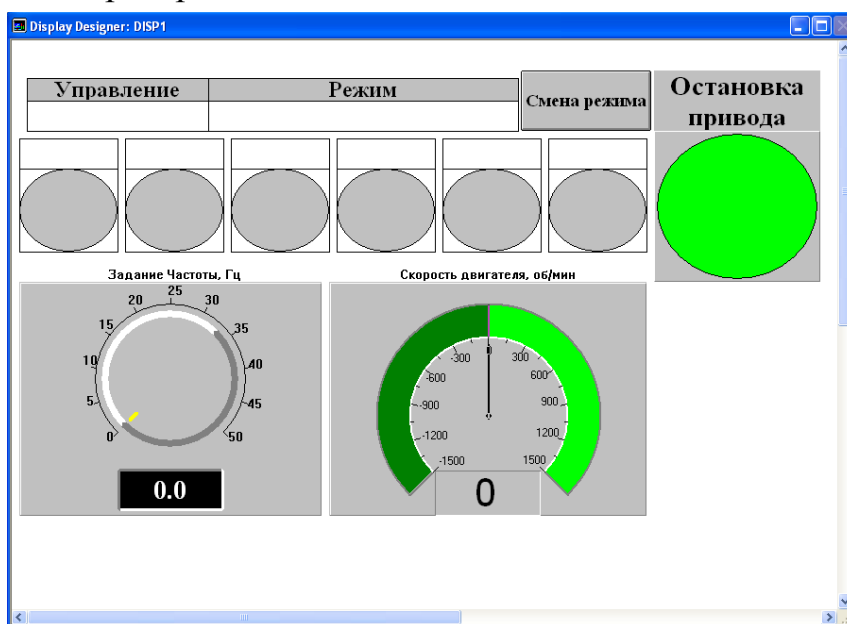 Display Designer: DISP1
Управление Режим
Смена режима
Остановка
привода
Задание Частоты, Гц
Скорость двигателя, об/мин
0 5 10 15 20 25 30 35 40 45 50
0.0
-1500 -1200 -900 -600 -300 0 300 600 900 1200 1500
0